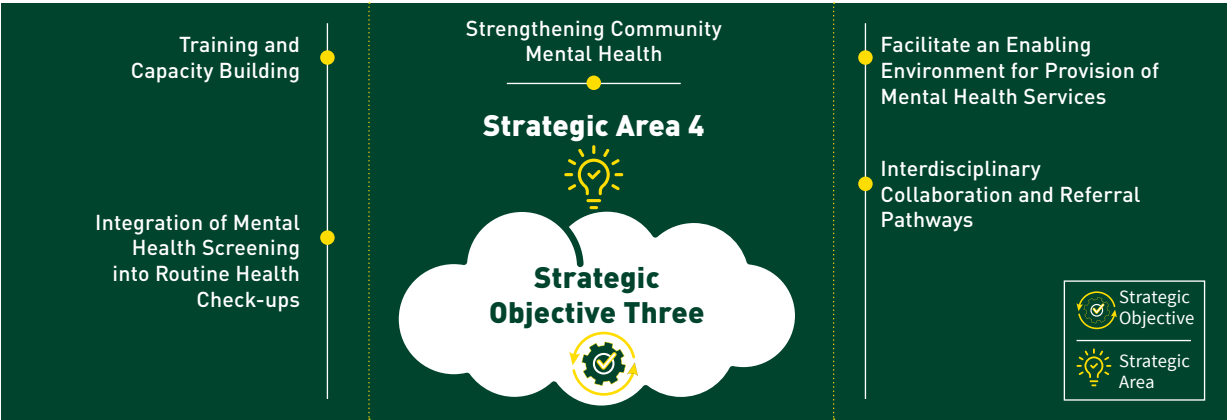 Training and
Capacity Building
Integration of Mental
Health Screening
into Routine Health
Check-ups
Strengthening Community
Mental Health
Strategic Area 4
Strategic
Objective Three
Facilitate an Enabling
Environment for Provision of
Mental Health Services
Interdisciplinary
Collaboration and Referral
Pathways
Strategic
Objective
Strategic
Area